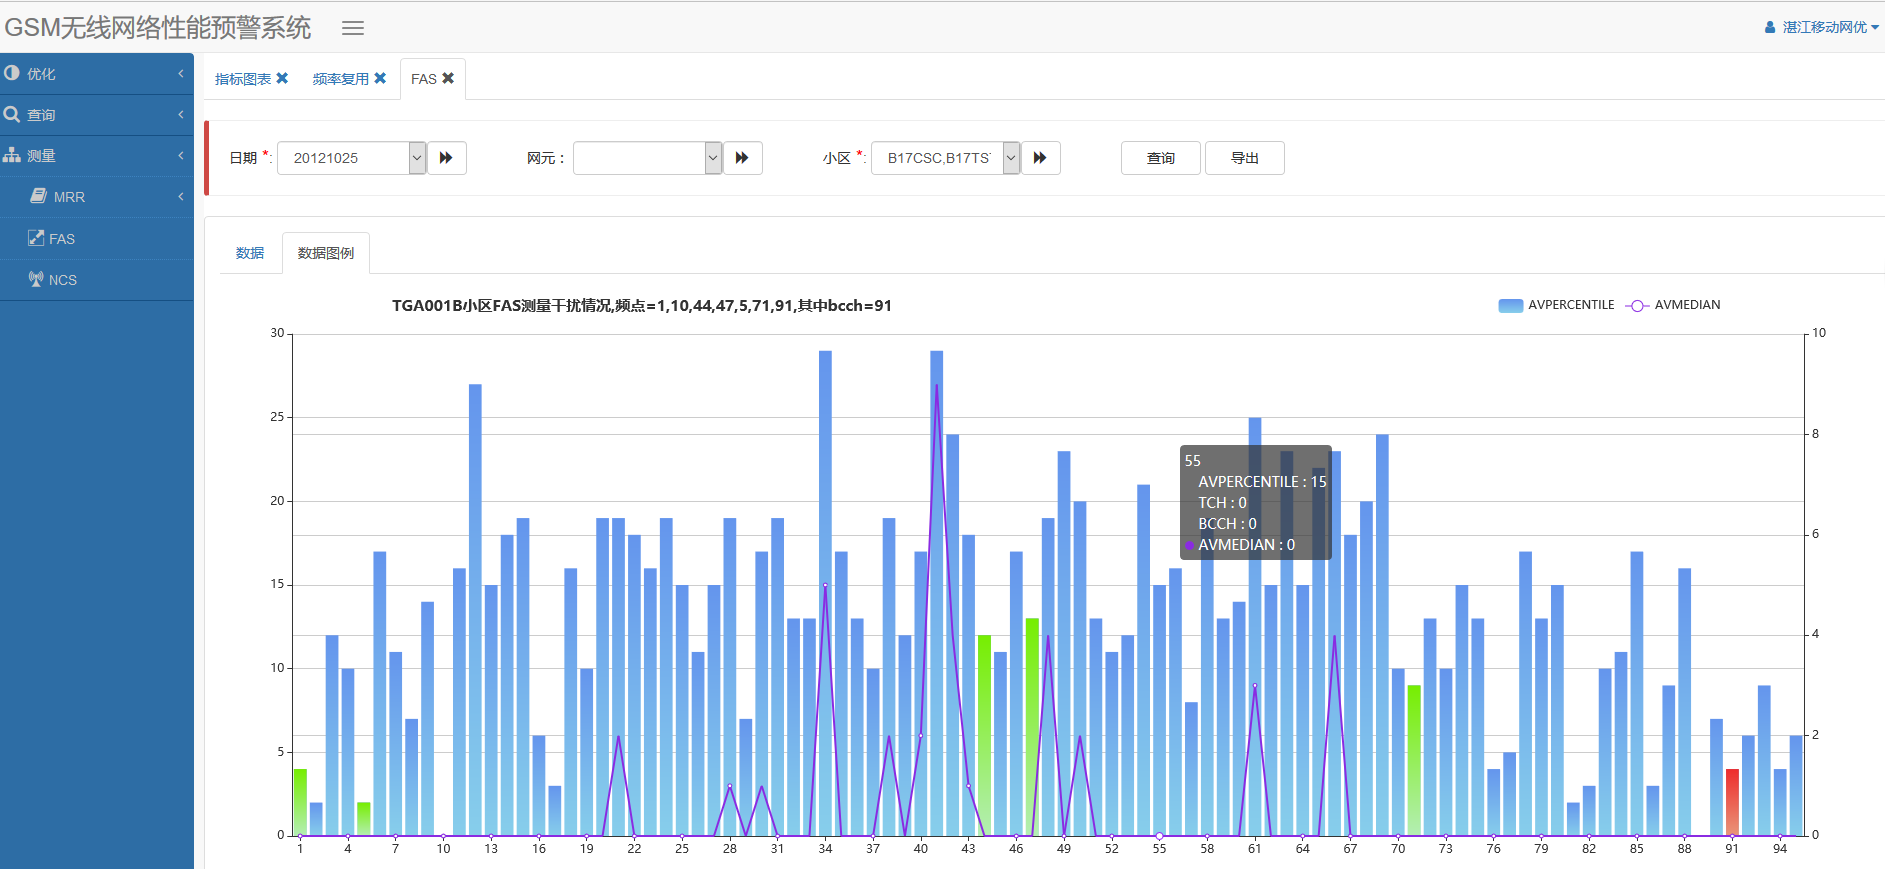 GSM无线网络性能预警系统
湛江移动网优
优化
查询
测量
MRR
FAS
NCS
指标图表 频率复用 FAS
日期 *: 20121025 网元： 小区 *: B17CSC,B17TS 查询 导出
数据 数据图例
TGA001B小区FAS测量干扰情况,频点=1,10,44,47,5,71,91,其中bcch=91
AVPERCENTILE AVMEDIAN
30
25
20
15
10
5
0
10
8
6
4
2
0
55
AVPERCENTILE : 15
TCH : 0
BCCH : 0
AVMEDIAN : 0
1 4 7 10 13 16 19 22 25 28 31 34 37 40 43 46 49 52 55 58 61 64 67 70 73 76 79 82 85 88 91 94